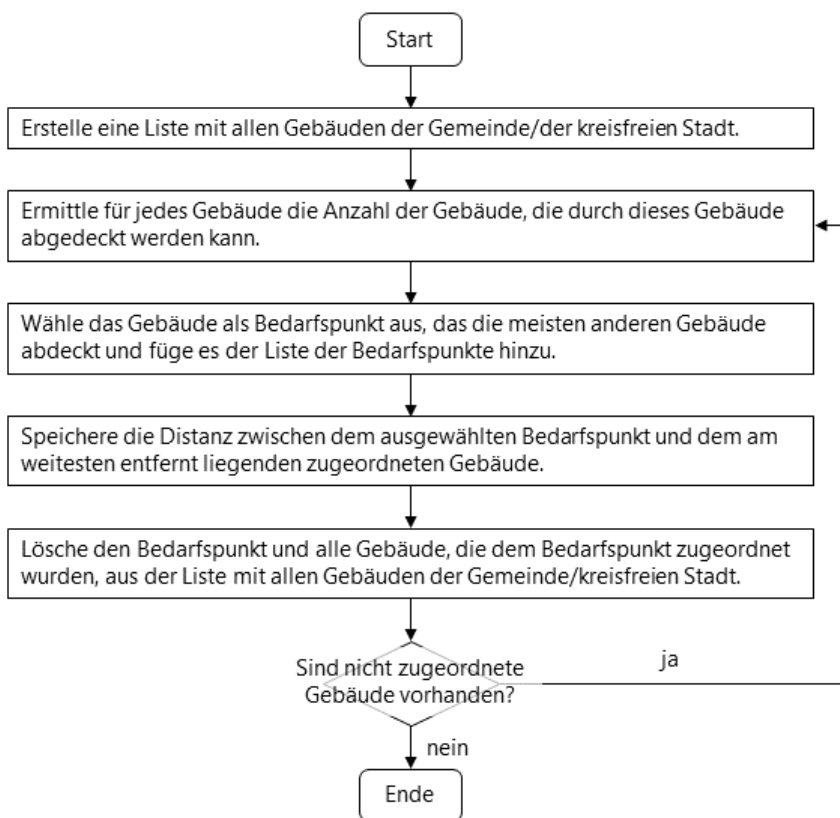 Start
Erstelle eine Liste mit allen Gebäuden der Gemeinde/der kreisfreien Stadt.
Ermittle für jedes Gebäude die Anzahl der Gebäude, die durch dieses Gebäude
abgedeckt werden kann.
Wähle das Gebäude als Bedarfspunkt aus, das die meisten anderen Gebäude
abdeckt und füge es der Liste der Bedarfspunkte hinzu.
Speichere die Distanz zwischen dem ausgewählten Bedarfspunkt und dem am
weitesten entfernt liegenden zugeordneten Gebäude.
Lösche den Bedarfspunkt und alle Gebäude, die dem Bedarfspunkt zugeordnet
wurden, aus der Liste mit allen Gebäuden der Gemeinde/kreisfreien Stadt.
Sind nicht zugeordnete
Gebäude vorhanden?
ja
nein
Ende